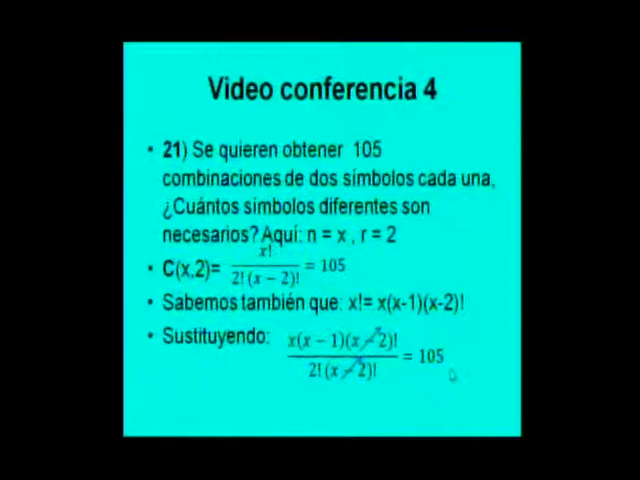 Video conferencia 4
• 21) Se quieren obtener 105
combinaciones de dos símbolos cada una,
¿Cuántos símbolos diferentes son
necesarios? Aquí: n = x , r = 2
• C(x,2)= x! / 2! (x − 2)! = 105
• Sabemos también que: x!= x(x-1)(x-2)!
• Sustituyendo: x(x − 1)(x − 2)! / 2! (x − 2)! = 105